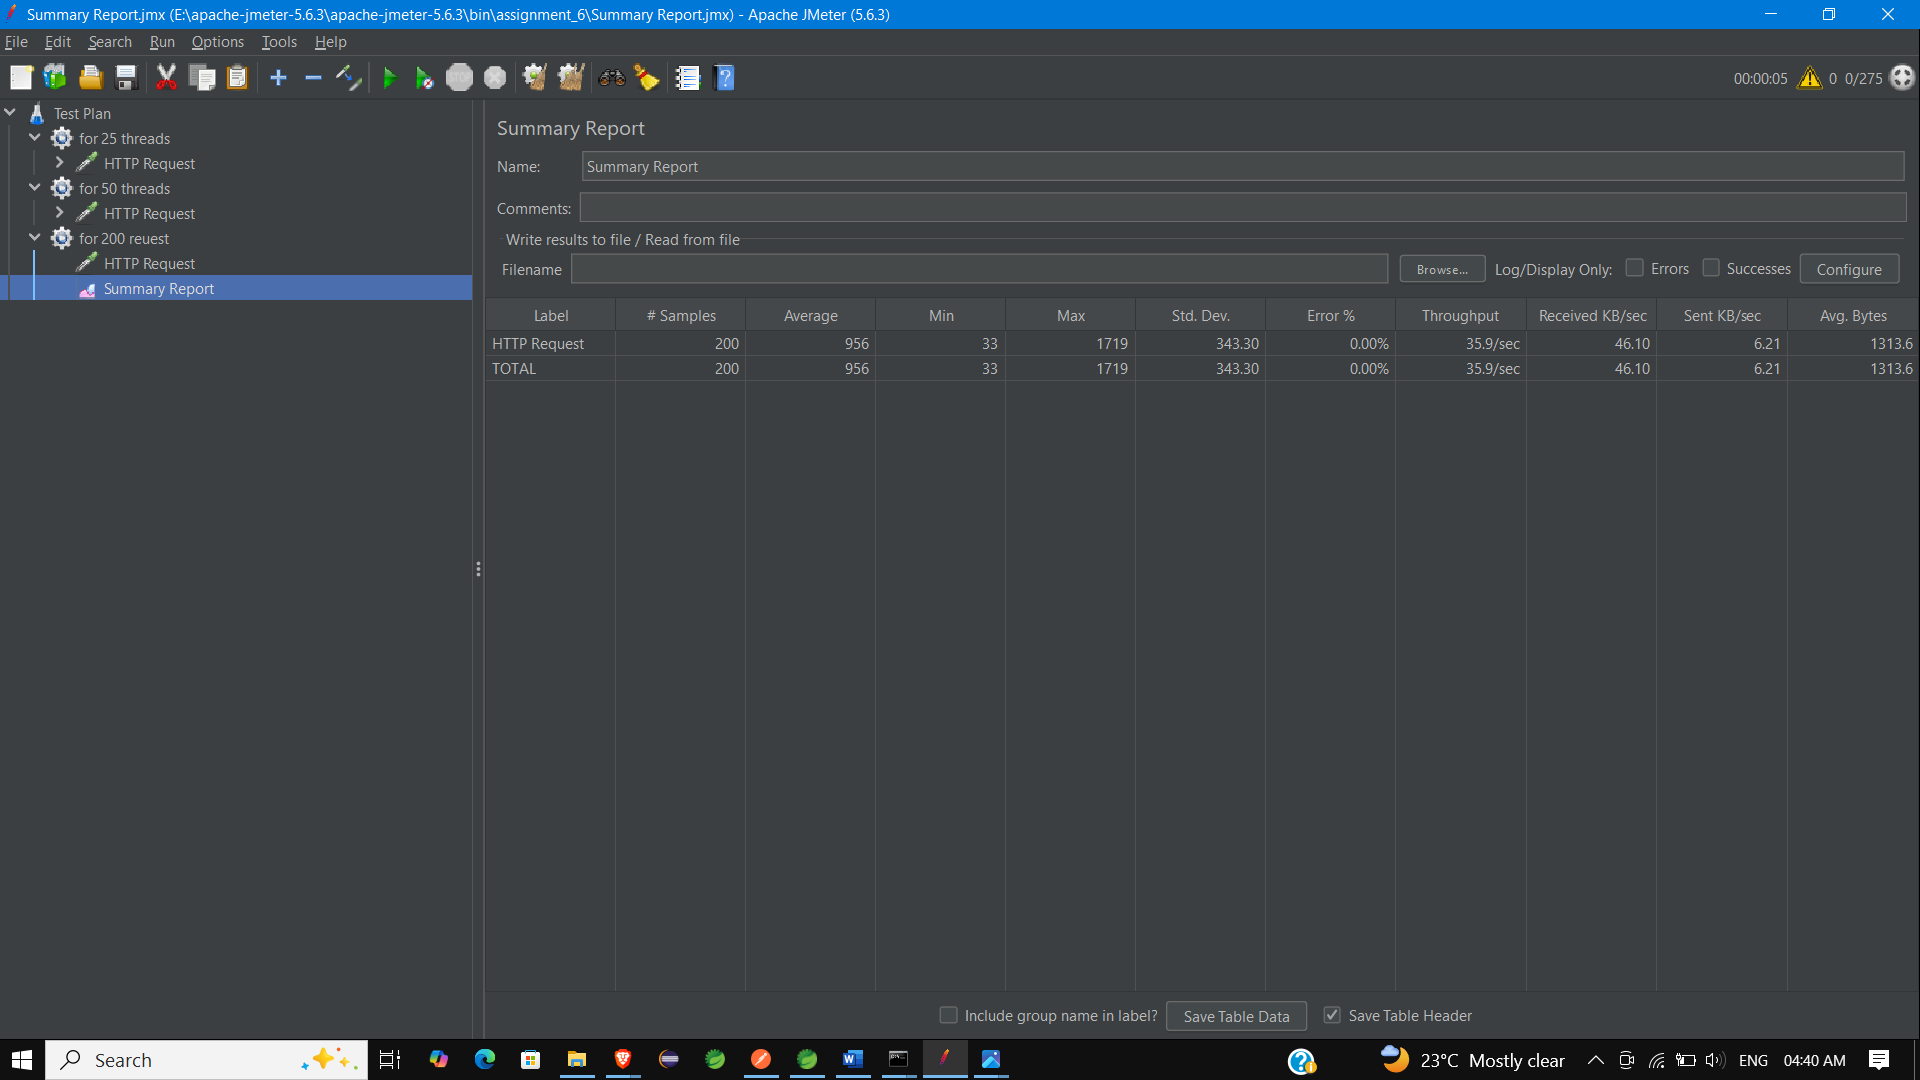 Summary Report.jmx (E:\apache-jmeter-5.6.3\apache-jmeter-5.6.3\bin\assignment_6\Summary Report.jmx) - Apache JMeter (5.6.3)
File Edit Search Run Options Tools Help
STOP 00:00:05 0 0/275
Test Plan
for 25 threads
HTTP Request
for 50 threads
HTTP Request
for 200 reuest
HTTP Request
Summary Report
Summary Report
Name: Summary Report
Comments:
Write results to file / Read from file
Filename Browse... Log/Display Only: Errors Successes Configure
Label # Samples Average Min Max Std. Dev. Error % Throughput Received KB/sec Sent KB/sec Avg. Bytes
HTTP Request 200 956 33 1719 343.30 0.00% 35.9/sec 46.10 6.21 1313.6
TOTAL 200 956 33 1719 343.30 0.00% 35.9/sec 46.10 6.21 1313.6
Include group name in label? Save Table Data Save Table Header
Search 23°C Mostly clear ENG 04:40 AM